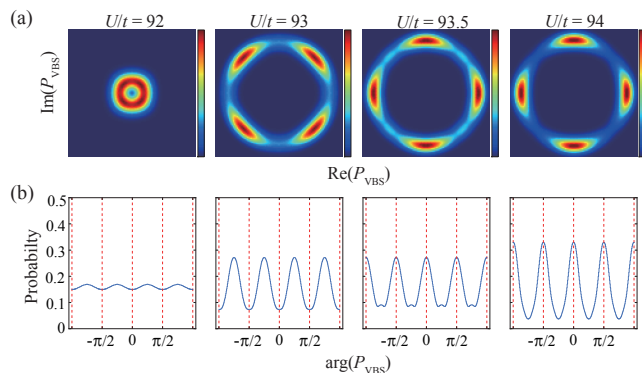 (a) U/t = 92 U/t = 93 U/t = 93.5 U/t = 94
Im(P_VBS)
Re(P_VBS)
(b)
Probabilty
0.5
0.4
0.3
0.2
0.1
0
-π/2 0 π/2 -π/2 0 π/2 -π/2 0 π/2 -π/2 0 π/2
arg(P_VBS)